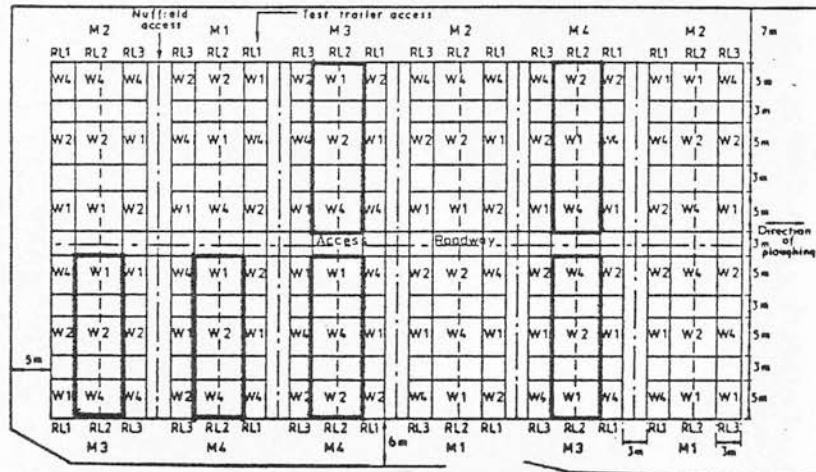 Nuffield access
Test trailer access
M2 M1 M3 M2 M4 M2 7m
RL1 RL2 RL3 RL3 RL2 RL1 RL3 RL2 RL1 RL3 RL2 RL1 RL3 RL2 RL1 RL1 RL2 RL3
W4 W4 W4 W2 W2 W1 W2 W1 W2 W4 W4 W4 W4 W2 W2 W1 W1 W4 5m
3m
W2 W2 W1 W4 W1 W4 W4 W2 W1 W2 W2 W1 W2 W1 W4 W4 W2 W2 5m
3m
W1 W1 W2 W1 W4 W2 W1 W4 W4 W1 W1 W2 W1 W4 W1 W2 W4 W1 5m
Access Roadway 3m
Direction of ploughing
W4 W1 W1 W4 W1 W2 W1 W1 W1 W2 W2 W2 W2 W4 W2 W2 W1 W2 5m
3m
W2 W2 W2 W1 W2 W1 W4 W4 W4 W1 W4 W1 W4 W2 W1 W1 W2 W4 5m
5m 3m
W1 W4 W4 W2 W4 W4 W2 W2 W2 W4 W1 W4 W1 W1 W4 W4 W4 W1 5m
RL1 RL2 RL3 RL3 RL2 RL1 RL3 RL2 RL1 RL3 RL2 RL1 RL3 RL2 RL1 RL1 RL2 RL3
M3 M4 M4 6m M1 M3 3m M1 3m